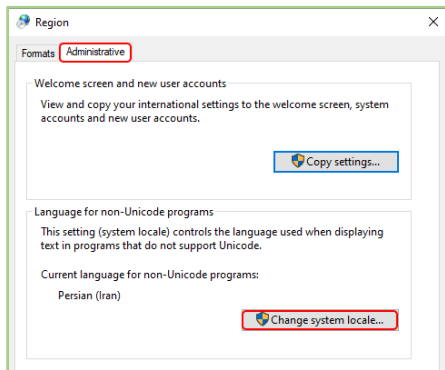 Region
Formats Administrative
Welcome screen and new user accounts
View and copy your international settings to the welcome screen, system
accounts and new user accounts.
Copy settings...
Language for non-Unicode programs
This setting (system locale) controls the language used when displaying
text in programs that do not support Unicode.
Current language for non-Unicode programs:
Persian (Iran)
Change system locale...